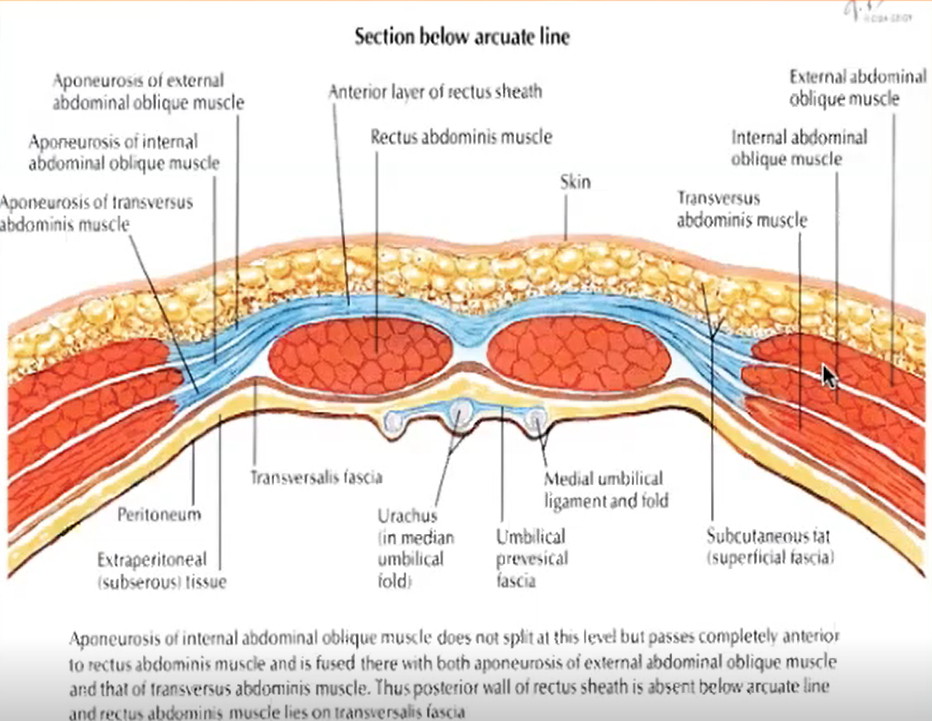 Section below arcuate line
Aponeurosis of external
abdominal oblique muscle
Anterior layer of rectus sheath
External abdominal
oblique muscle
Aponeurosis of internal
abdominal oblique muscle
Rectus abdominis muscle
Internal abdominal
oblique muscle
Skin
Aponeurosis of transversus
abdominis muscle
Transversus
abdominis muscle
Transversalis fascia
Medial umbilical
ligament and fold
Peritoneum
Urachus
(in median
umbilical
fold)
Umbilical
prevesical
fascia
Subcutaneous fat
(superficial fascia)
Extraperitoneal
(subserous) tissue
Aponeurosis of internal abdominal oblique muscle does not split at this level but passes completely anterior
to rectus abdominis muscle and is fused there with both aponeurosis of external abdominal oblique muscle
and that of transversus abdominis muscle. Thus posterior wall of rectus sheath is absent below arcuate line
and rectus abdominis muscle lies on transversalis fascia